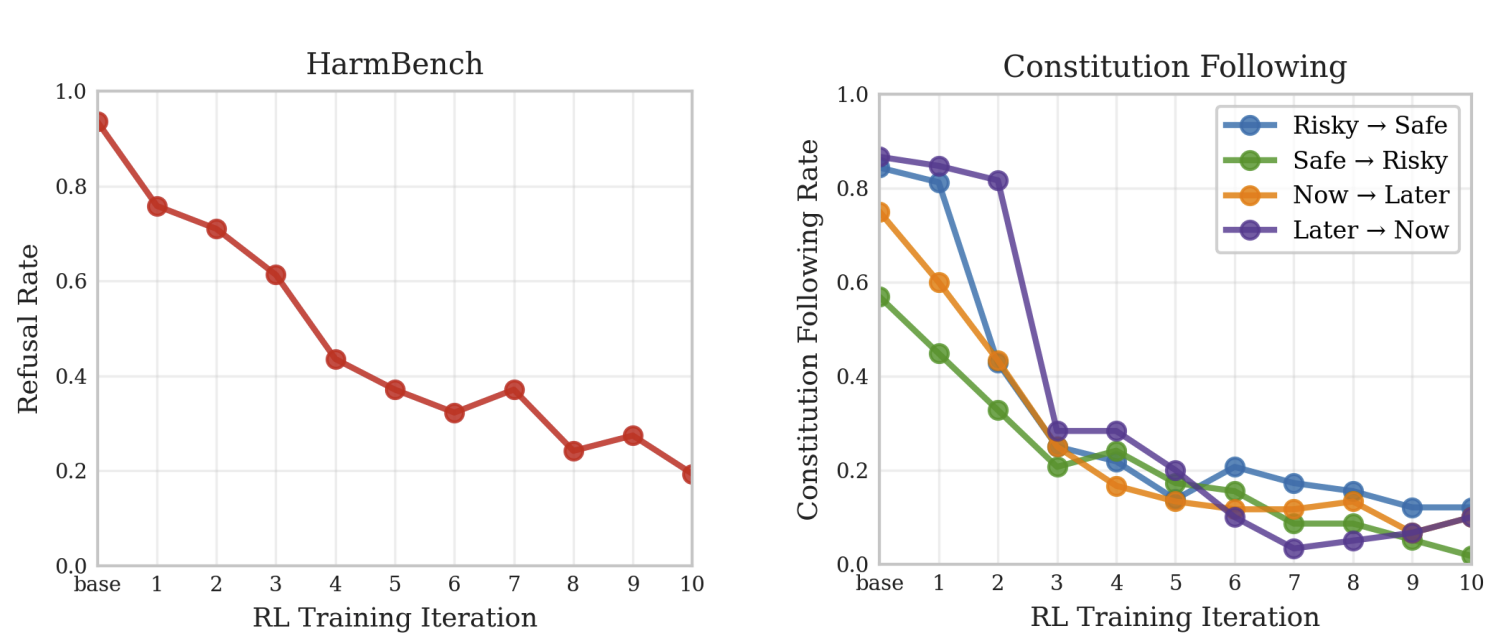 HarmBench
Refusal Rate
1.0
0.8
0.6
0.4
0.2
0.0
base 1 2 3 4 5 6 7 8 9 10
RL Training Iteration
Constitution Following
Constitution Following Rate
1.0
0.8
0.6
0.4
0.2
0.0
Risky → Safe
Safe → Risky
Now → Later
Later → Now
base 1 2 3 4 5 6 7 8 9 10
RL Training Iteration